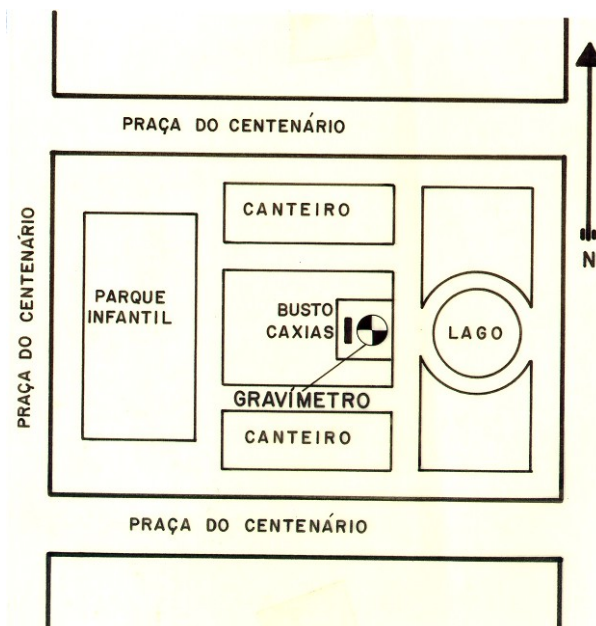 PRAÇA DO CENTENÁRIO
PRAÇA DO CENTENÁRIO
CANTEIRO
PARQUE
INFANTIL
BUSTO
CAXIAS
LAGO
N
GRAVÍMETRO
CANTEIRO
PRAÇA DO CENTENÁRIO